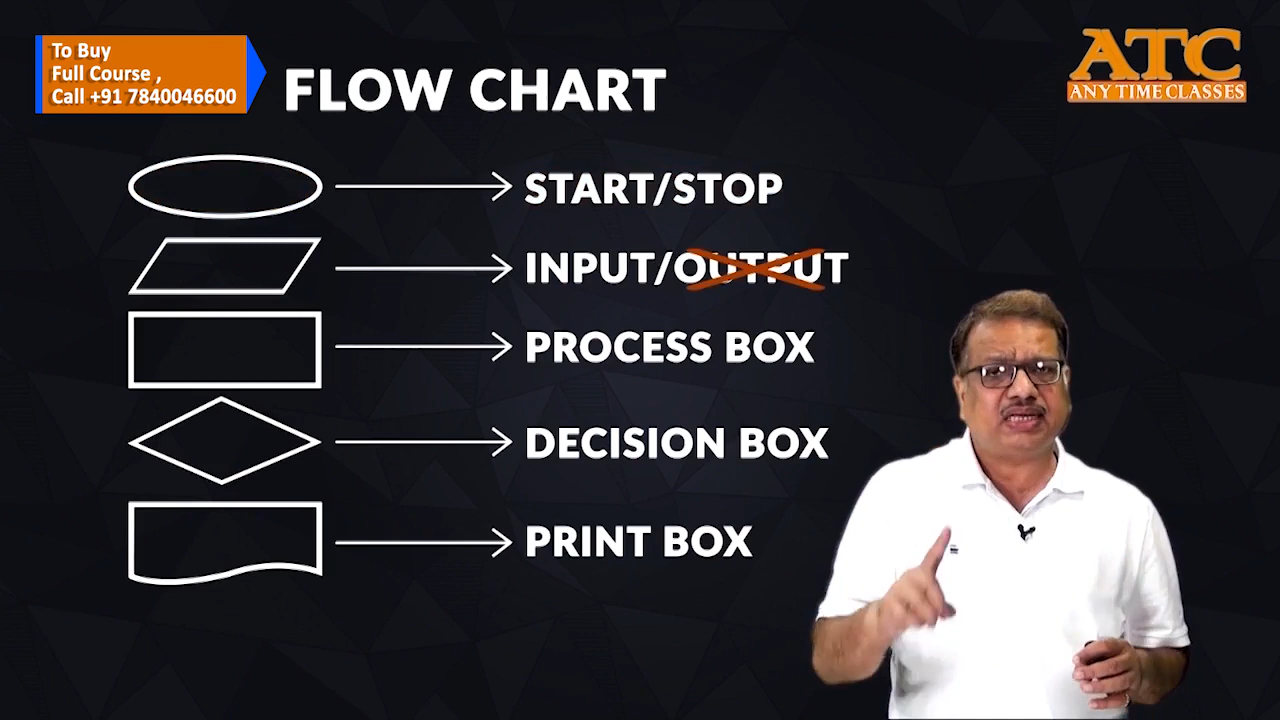 To Buy
Full Course ,
Call +91 7840046600
FLOW CHART
ATC
ANY TIME CLASSES
START/STOP
INPUT/OUTPUT
PROCESS BOX
DECISION BOX
PRINT BOX